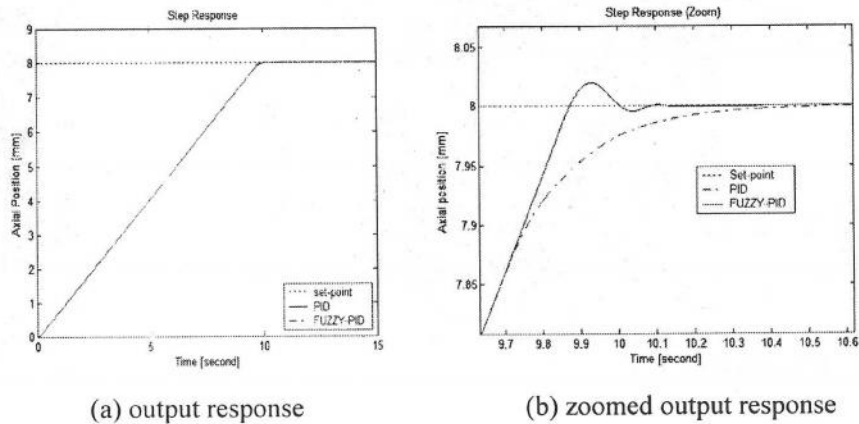 Step Response
Axial Position [mm]
9
8
7
6
5
4
3
2
1
0
0
5
10
15
Time [second]
set-point
PID
FUZZY-PID
(a) output response
Step Response (Zoom)
Axial position [mm]
8.05
8
7.95
7.9
7.85
9.7 9.8 9.9 10 10.1 10.2 10.3 10.4 10.5 10.6
Time [second]
Set-point
PID
FUZZY-PID
(b) zoomed output response